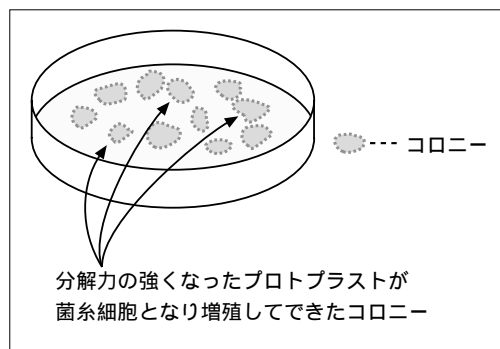 コロニー
分解力の強くなったプロトプラストが
菌糸細胞となり増殖してできたコロニー